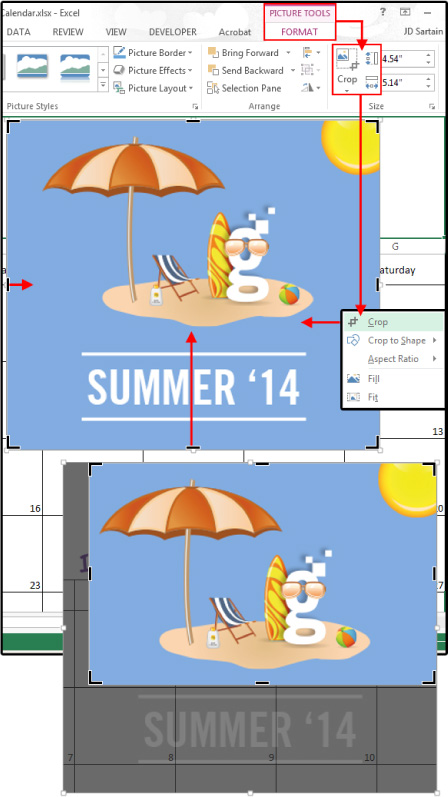 Calendar.xlsx - Excel
PICTURE TOOLS
?
DATA REVIEW VIEW DEVELOPER Acrobat FORMAT JD Sartain
Picture Border
Picture Effects
Picture Layout
Bring Forward
Send Backward
Selection Pane
Crop
4.54"
5.14"
Picture Styles Arrange Size
G
aturday
g
SUMMER ‘14
Crop
Crop to Shape
Aspect Ratio
Fill
Fit
13
16
23
g
SUMMER ‘14
7 8 9 10